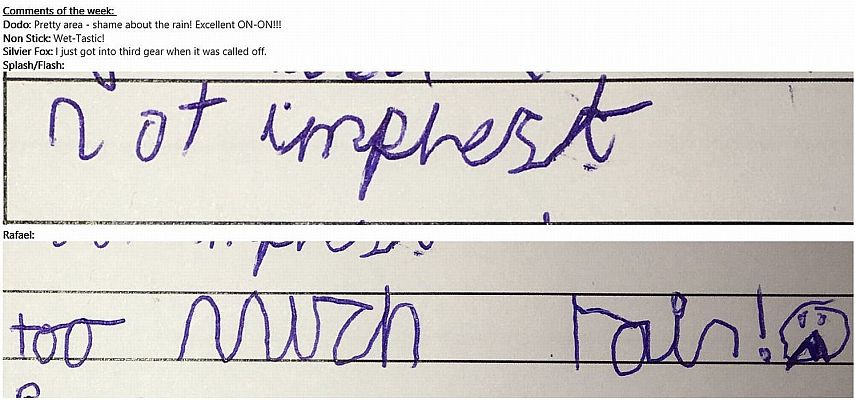 Comments of the week:
Dodo: Pretty area - shame about the rain! Excellent ON-ON!!!
Non Stick: Wet-Tastic!
Silvier Fox: I just got into third gear when it was called off.
Splash/Flash:
not imprest
Rafael:
too much rain!